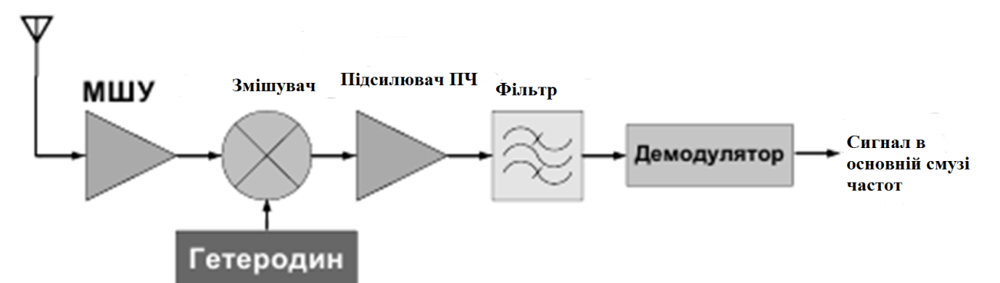 МШУ
Змішувач
Підсилювач ПЧ
Фільтр
Демодулятор
Сигнал в
основній смузі
частот
Гетеродин